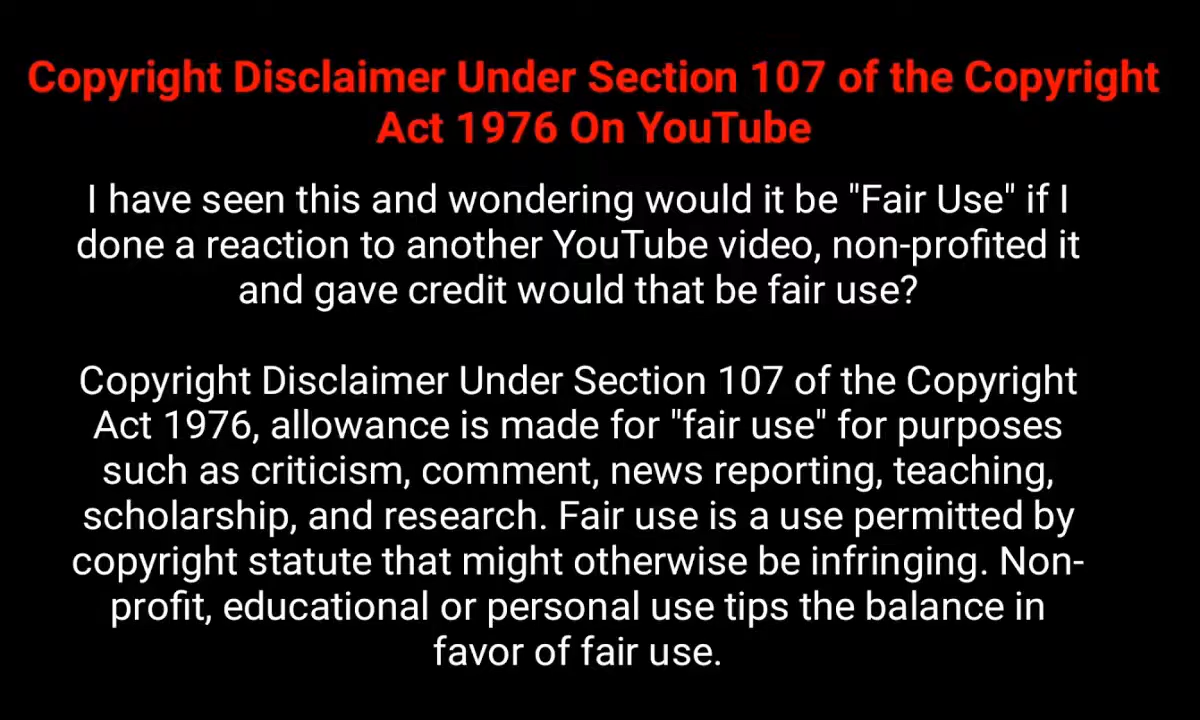 Copyright Disclaimer Under Section 107 of the Copyright
Act 1976 On YouTube
I have seen this and wondering would it be "Fair Use" if I
done a reaction to another YouTube video, non-profited it
and gave credit would that be fair use?
Copyright Disclaimer Under Section 107 of the Copyright
Act 1976, allowance is made for "fair use" for purposes
such as criticism, comment, news reporting, teaching,
scholarship, and research. Fair use is a use permitted by
copyright statute that might otherwise be infringing. Non-
profit, educational or personal use tips the balance in
favor of fair use.